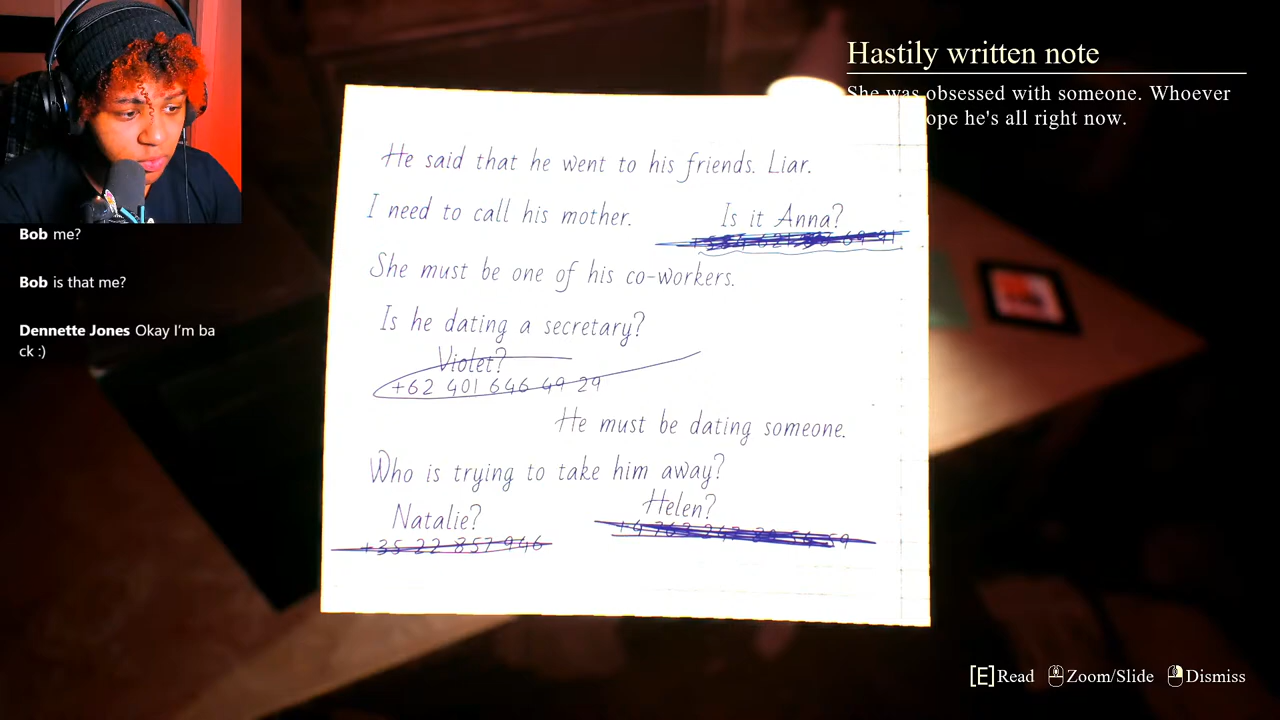 Hastily written note
She was obsessed with someone. Whoever
ope he's all right now.
He said that he went to his friends. Liar.
I need to call his mother.
Is it Anna?
She must be one of his co-workers.
Is he dating a secretary?
Violet?
+62 401 646 49 29
He must be dating someone.
Who is trying to take him away?
Natalie?
+35 22 857 946
Helen?
Bob me?
Bob is that me?
Dennette Jones Okay I'm ba
ck :)
[E]Read Zoom/Slide Dismiss